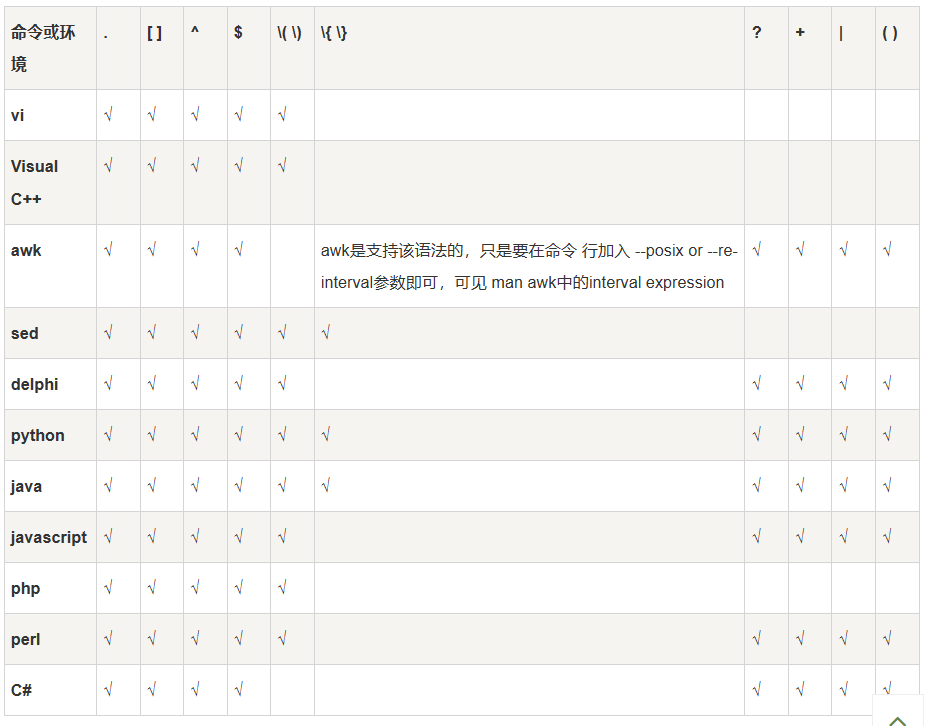 命令或环境 . [ ] ^ $ \( \) \{ \} ? + | ( )
vi √ √ √ √ √
Visual C++ √ √ √ √ √
awk √ √ √ √ awk是支持该语法的，只是要在命令 行加入 --posix or --re-interval参数即可，可见 man awk中的interval expression √ √ √ √
sed √ √ √ √ √ √
delphi √ √ √ √ √ √ √ √ √
python √ √ √ √ √ √ √ √ √ √
java √ √ √ √ √ √ √ √ √ √
javascript √ √ √ √ √ √ √ √ √
php √ √ √ √ √
perl √ √ √ √ √ √ √ √ √
C# √ √ √ √ √ √ √ √